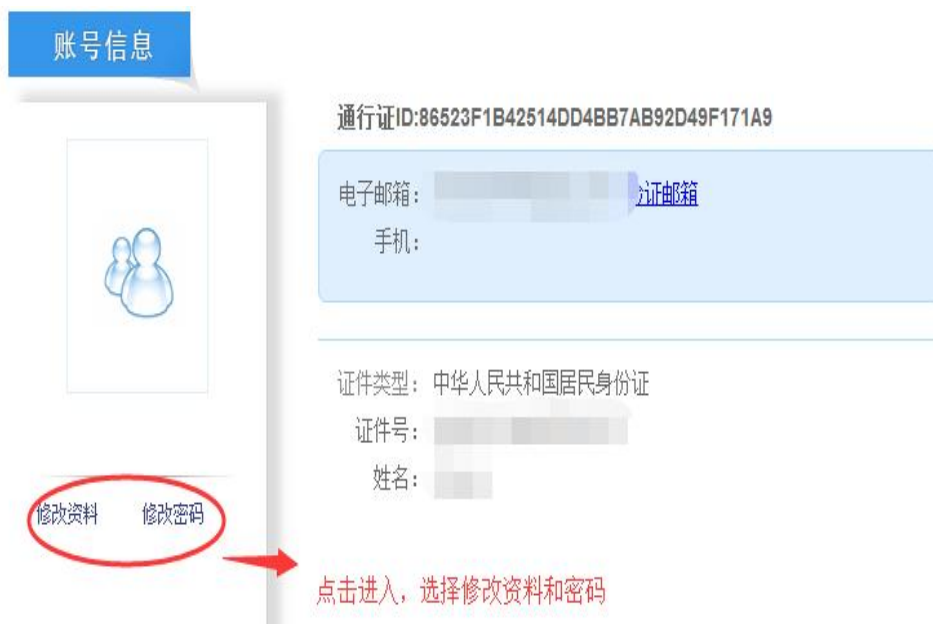 账号信息
通行证ID:86523F1B42514DD4BB7AB92D49F171A9
电子邮箱： 证邮箱
手机：
证件类型：中华人民共和国居民身份证
证件号：
姓名：
修改资料 修改密码
点击进入，选择修改资料和密码